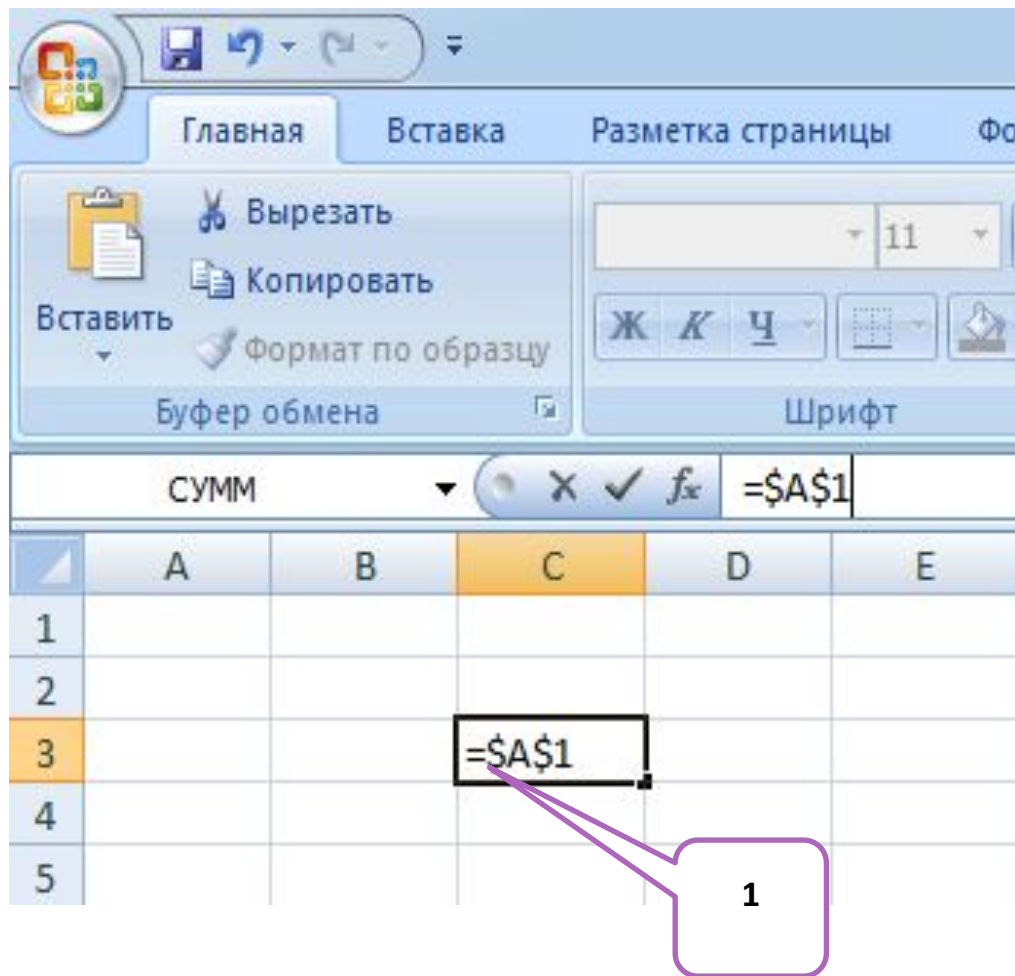 Главная Вставка Разметка страницы Фо
Вырезать
11
Копировать
Вставить
Ж К Ч
Формат по образцу
Буфер обмена Шрифт
СУММ fx =$A$1
A B C D E
1
2
3 =$A$1
4
5
1